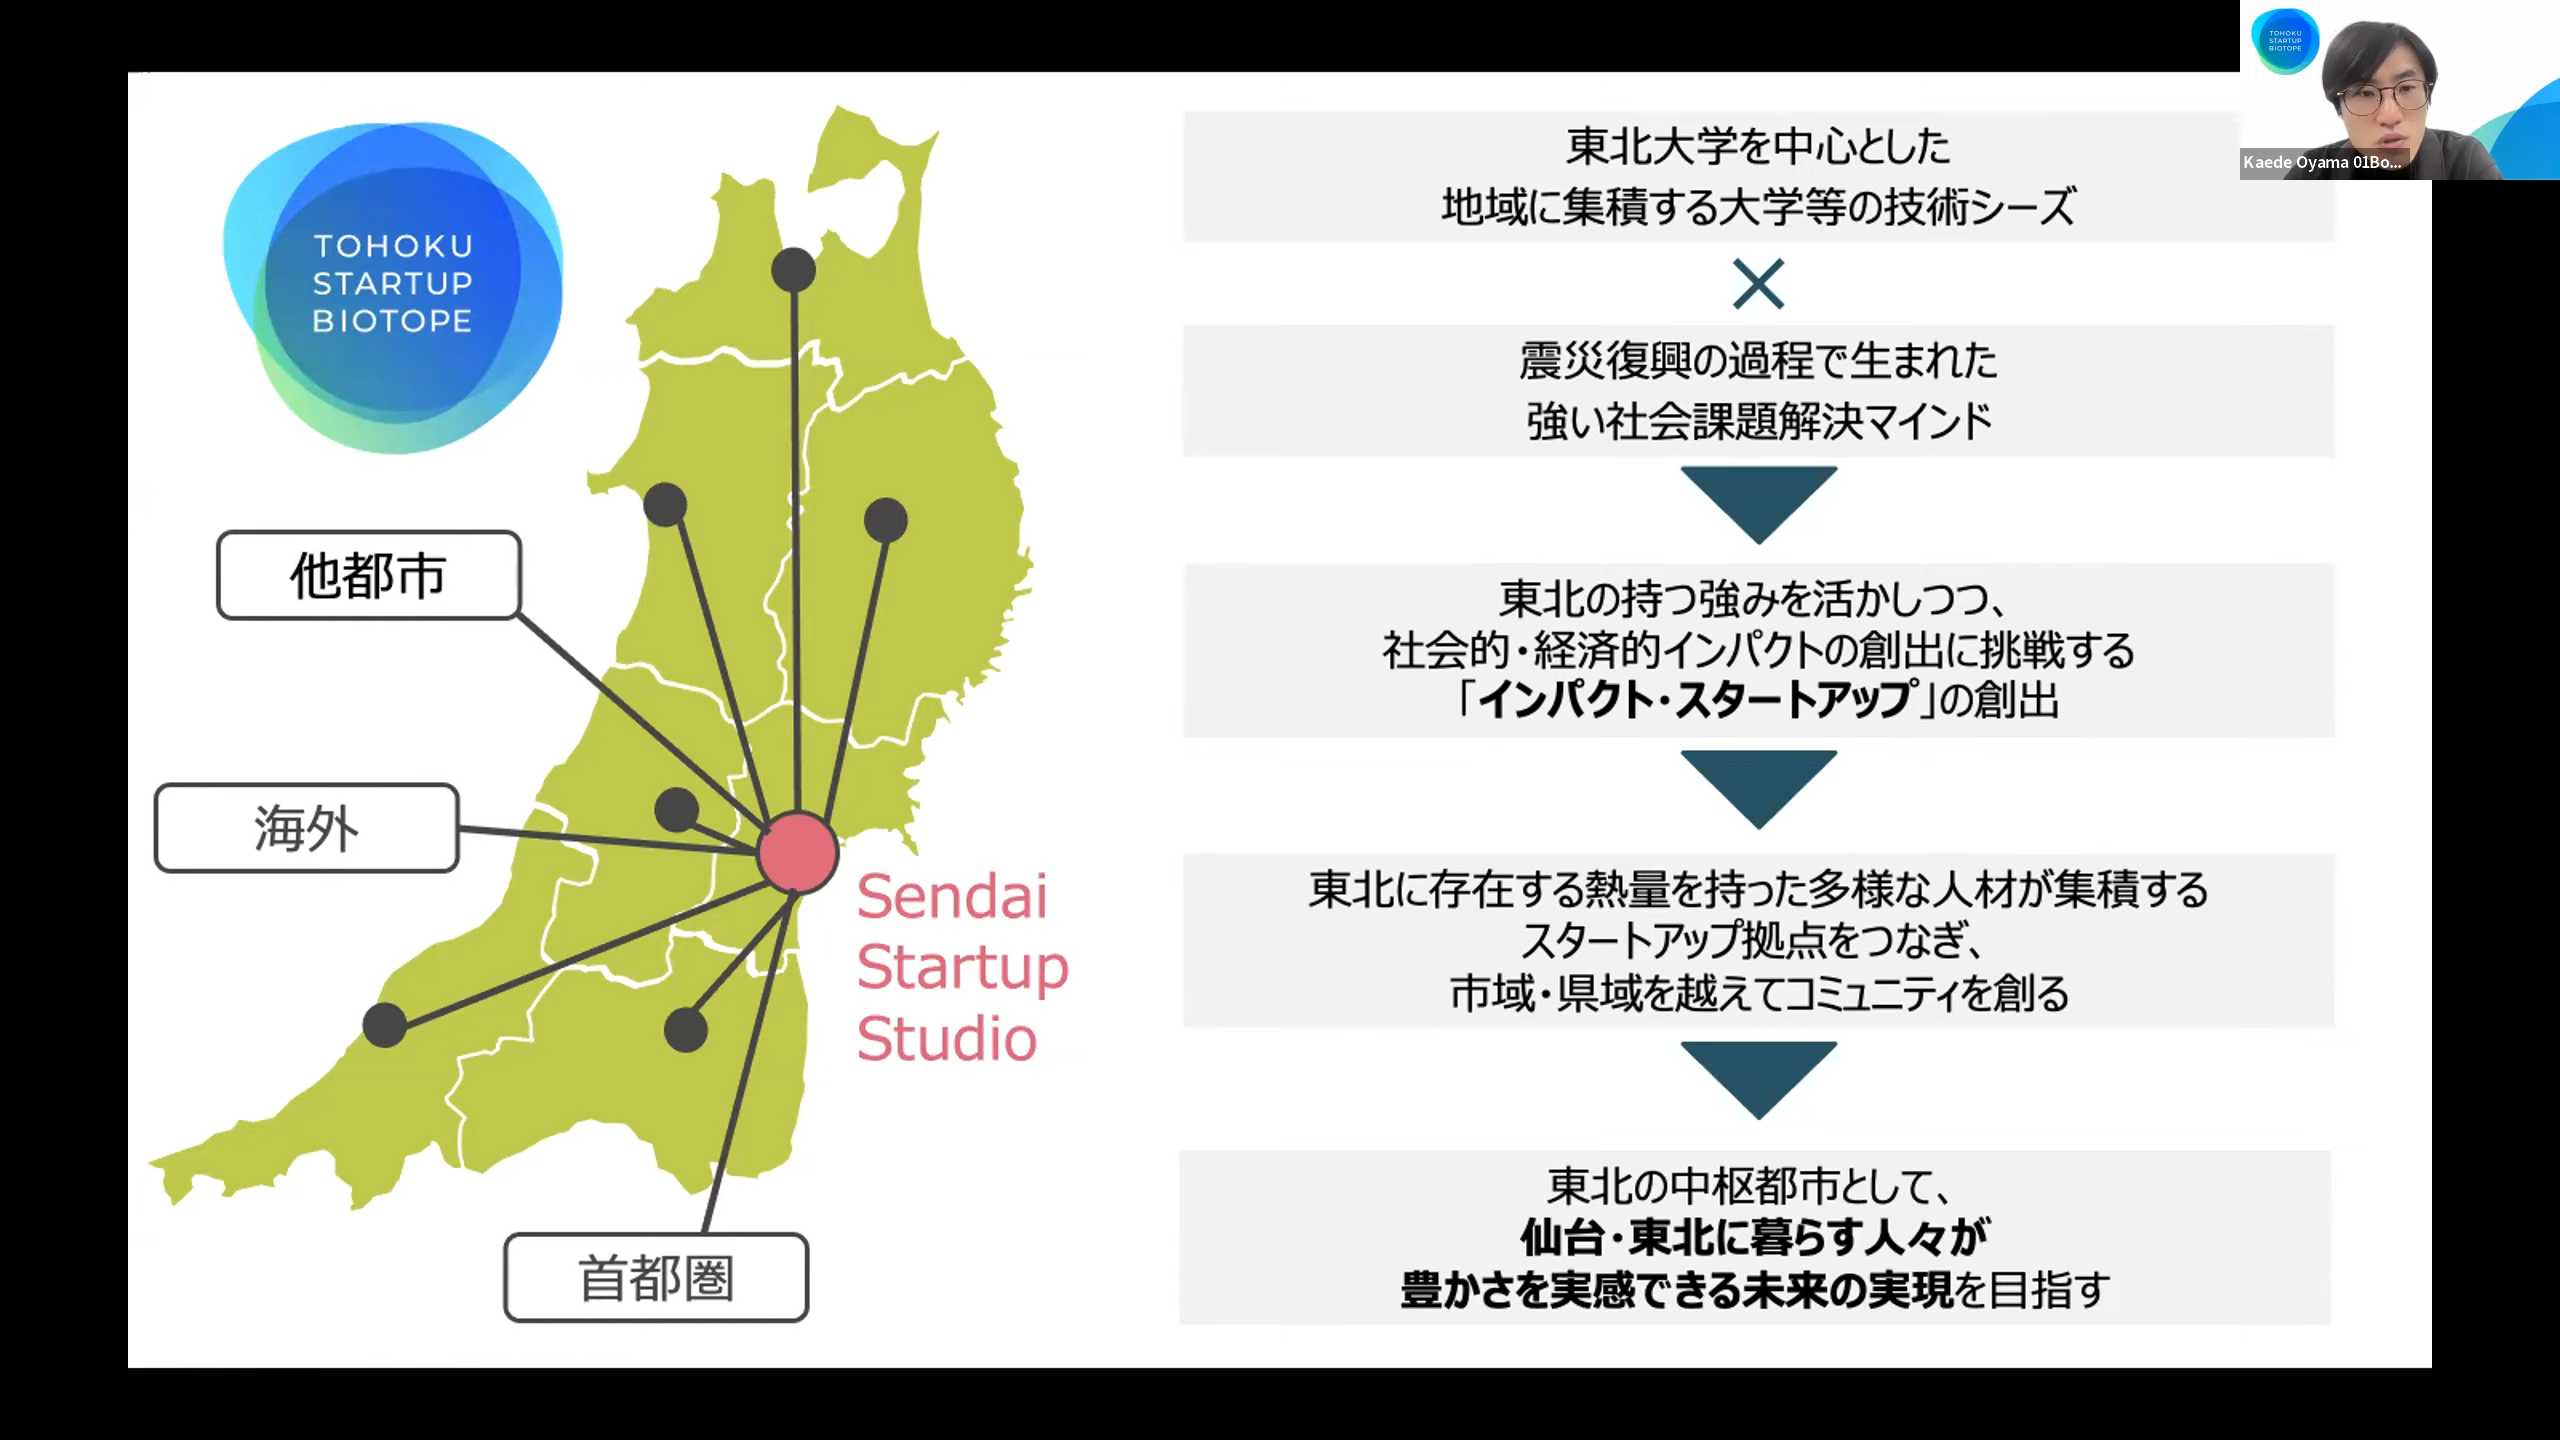 TOHOKU
STARTUP
BIOTOPE
他都市
海外
首都圏
Sendai
Startup
Studio
東北大学を中心とした
地域に集積する大学等の技術シーズ
×
震災復興の過程で生まれた
強い社会課題解決マインド
東北の持つ強みを活かしつつ、
社会的・経済的インパクトの創出に挑戦する
「インパクト・スタートアップ」の創出
東北に存在する熱量を持った多様な人材が集積する
スタートアップ拠点をつなぎ、
市域・県域を越えてコミュニティを創る
東北の中枢都市として、
仙台・東北に暮らす人々が
豊かさを実感できる未来の実現を目指す
TOHOKU
STARTUP
BIOTOPE
Kaede Oyama 01Bo...